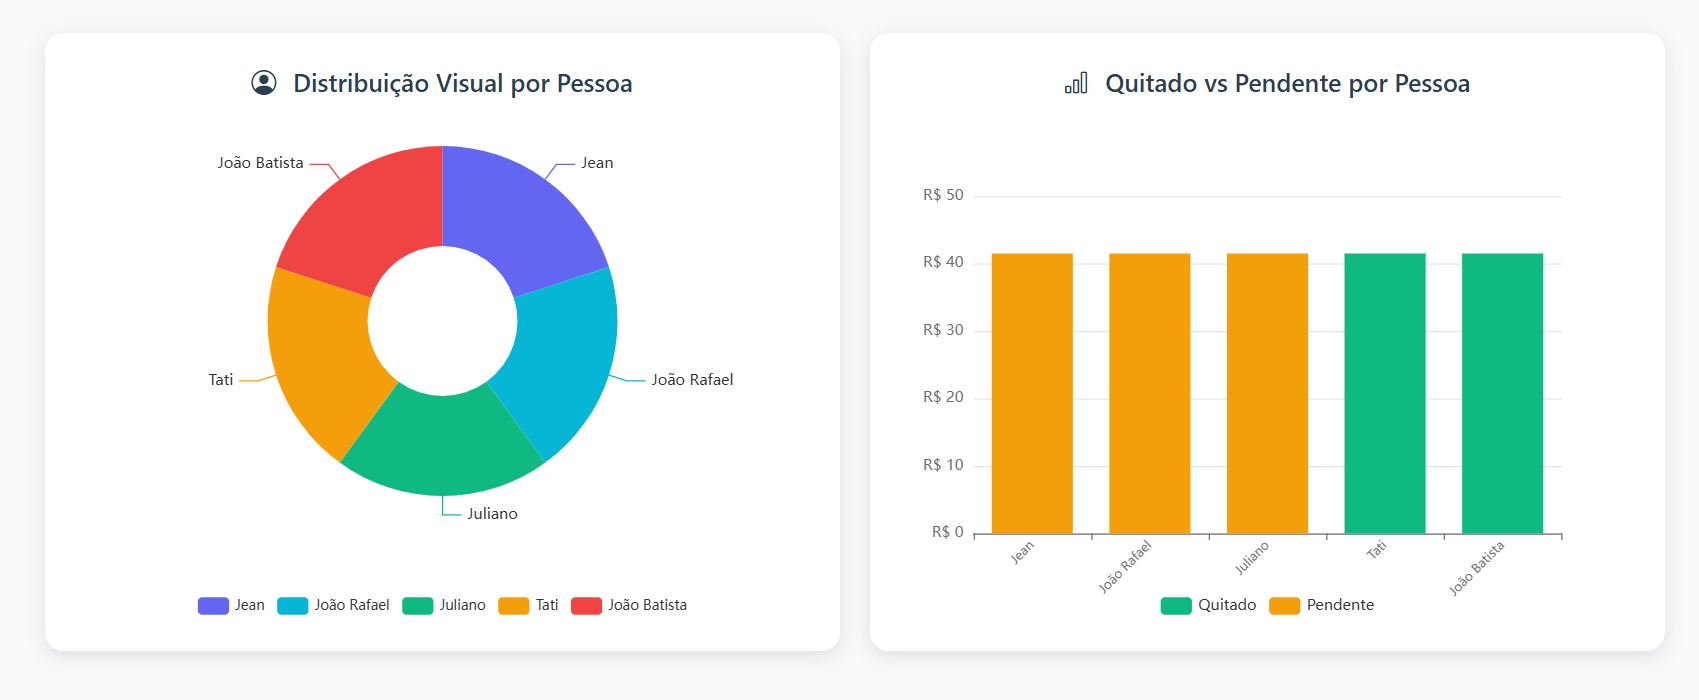 Distribuição Visual por Pessoa
João Batista
Jean
Tati
João Rafael
Juliano
Jean João Rafael Juliano Tati João Batista
Quitado vs Pendente por Pessoa
R$ 50
R$ 40
R$ 30
R$ 20
R$ 10
R$ 0
Jean
João Rafael
Juliano
Tati
João Batista
Quitado Pendente